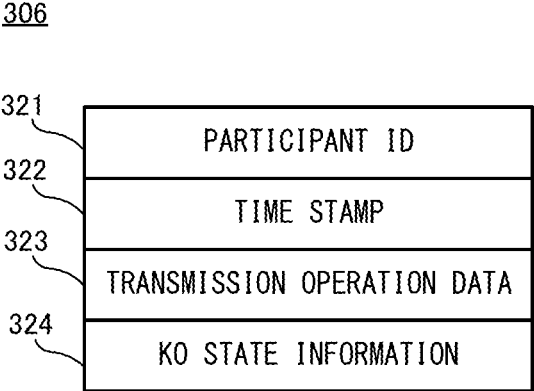 306
321
PARTICIPANT ID
322
TIME STAMP
323
TRANSMISSION OPERATION DATA
324
KO STATE INFORMATION